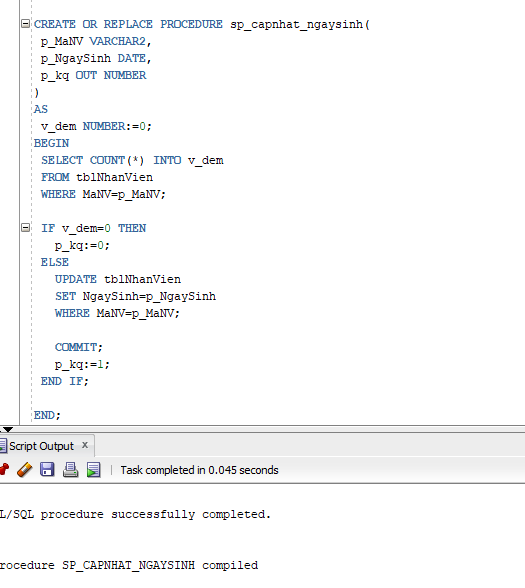 CREATE OR REPLACE PROCEDURE sp_capnhat_ngaysinh(
p_MaNV VARCHAR2,
p_NgaySinh DATE,
p_kq OUT NUMBER
)
AS
v_dem NUMBER:=0;
BEGIN
SELECT COUNT(*) INTO v_dem
FROM tblNhanVien
WHERE MaNV=p_MaNV;
IF v_dem=0 THEN
p_kq:=0;
ELSE
UPDATE tblNhanVien
SET NgaySinh=p_NgaySinh
WHERE MaNV=p_MaNV;
COMMIT;
p_kq:=1;
END IF;
END;
Script Output x
Task completed in 0.045 seconds
L/SQL procedure successfully completed.
rocedure SP_CAPNHAT_NGAYSINH compiled